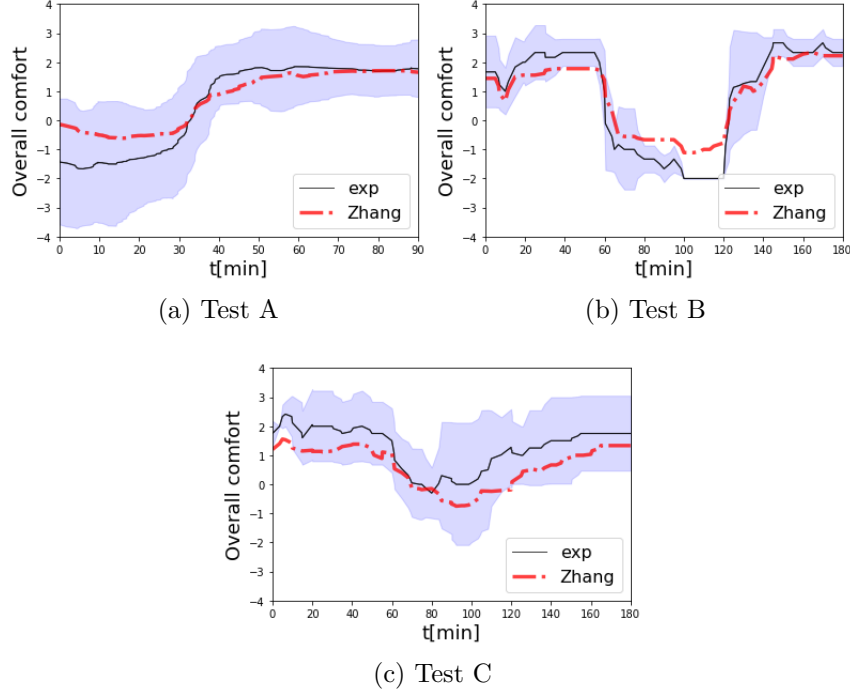 Overall comfort
4
3
2
1
0
−1
−2
−3
−4
0 10 20 30 40 50 60 70 80 90
t[min]
exp
Zhang
(a) Test A
Overall comfort
4
3
2
1
0
−1
−2
−3
−4
0 20 40 60 80 100 120 140 160 180
t[min]
exp
Zhang
(b) Test B
Overall comfort
4
3
2
1
0
−1
−2
−3
−4
0 20 40 60 80 100 120 140 160 180
t[min]
exp
Zhang
(c) Test C